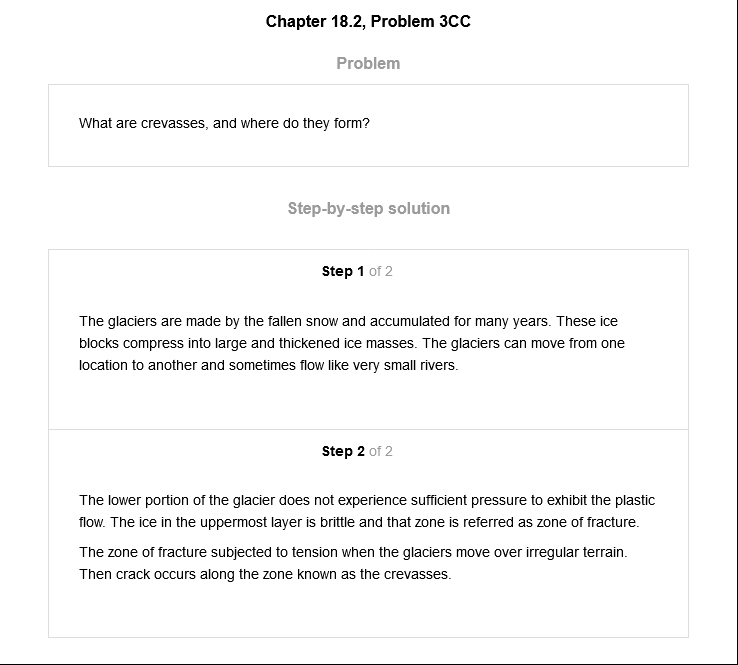 Chapter 18.2, Problem 3CC
Problem
What are crevasses, and where do they form?
Step-by-step solution
Step 1 of 2
The glaciers are made by the fallen snow and accumulated for many years. These ice
blocks compress into large and thickened ice masses. The glaciers can move from one
location to another and sometimes flow like very small rivers.
Step 2 of 2
The lower portion of the glacier does not experience sufficient pressure to exhibit the plastic
flow. The ice in the uppermost layer is brittle and that zone is referred as zone of fracture.
The zone of fracture subjected to tension when the glaciers move over irregular terrain.
Then crack occurs along the zone known as the crevasses.